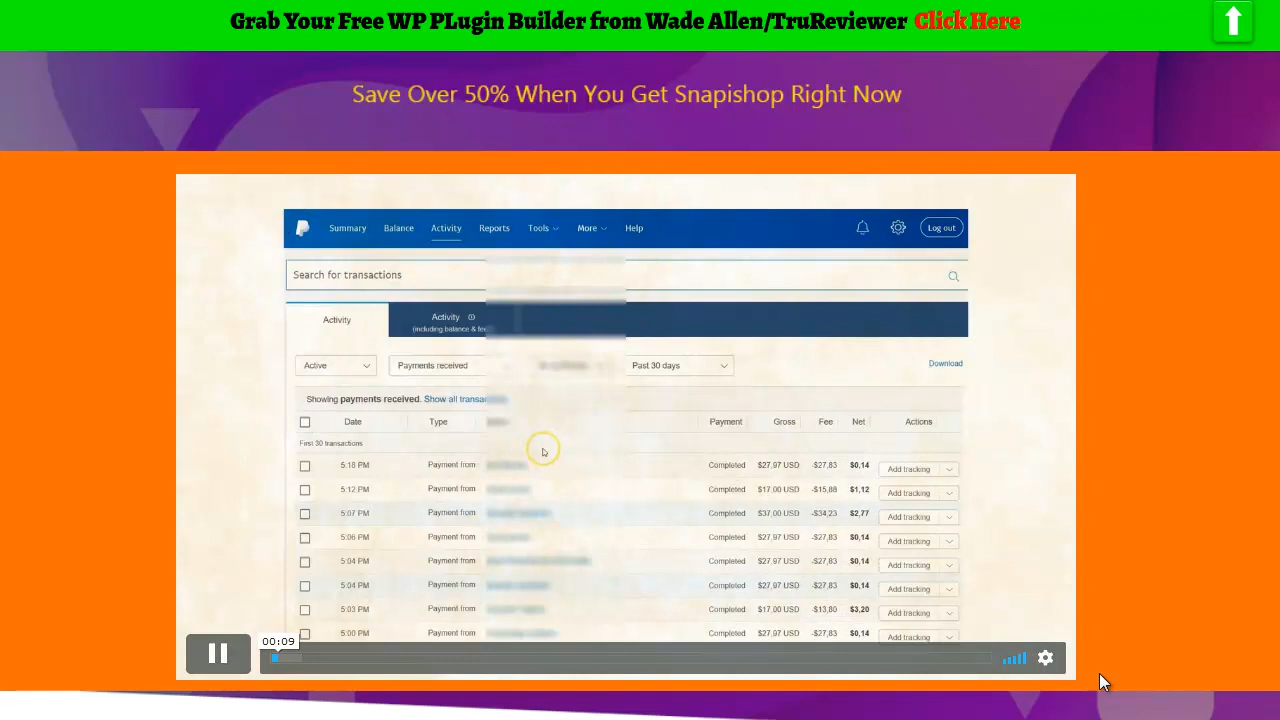 Grab Your Free WP PLugin Builder from Wade Allen/TruReviewer Click Here
Save Over 50% When You Get Snapishop Right Now
Summary Balance Activity Reports Tools More Help Log out
Search for transactions
Activity Activity
(including balance & fee
Active Payments received Past 30 days Download
Showing payments received. Show all transac
Date Type Payment Gross Fee Net Actions
First 30 transactions
5:18 PM Payment from Completed $27,97 USD -$27,83 $0,14 Add tracking
5:12 PM Payment from Completed $17,00 USD -$15,88 $1,12 Add tracking
5:07 PM Payment from Completed $37,00 USD -$34,23 $2,77 Add tracking
5:06 PM Payment from Completed $27,97 USD -$27,83 $0,14 Add tracking
5:04 PM Payment from Completed $27,97 USD -$27,83 $0,14 Add tracking
5:04 PM Payment from Completed $27,97 USD -$27,83 $0,14 Add tracking
5:03 PM Payment from Completed $17,00 USD -$13,80 $3,20 Add tracking
5:00 PM Payment from Completed $27,97 USD -$27,83 $0,14 Add tracking
00:09